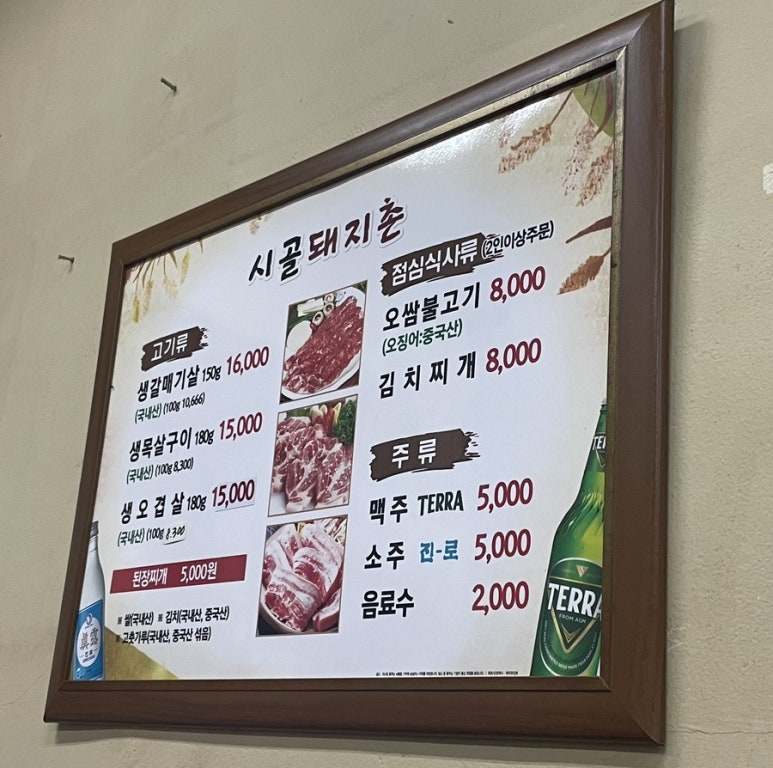 시골돼지촌
고기류
생갈매기살 150g 16,000
(국내산) (100g 10,666)
생목살구이 180g 15,000
(국내산) (100g 8,300)
생오겹살 180g 15,000
(국내산) (100g 8.300
된장찌개 5,000원
※ 쌀(국내산) ※ 김치(국내산, 중국산)
※ 고춧가루(국내산, 중국산 섞음)
점심식사류 (2인이상주문)
오쌈불고기 8,000
(오징어:중국산)
김치찌개 8,000
주류
맥주 TERRA 5,000
소주 진-로 5,000
음료수 2,000
TERRA
FROM AGM